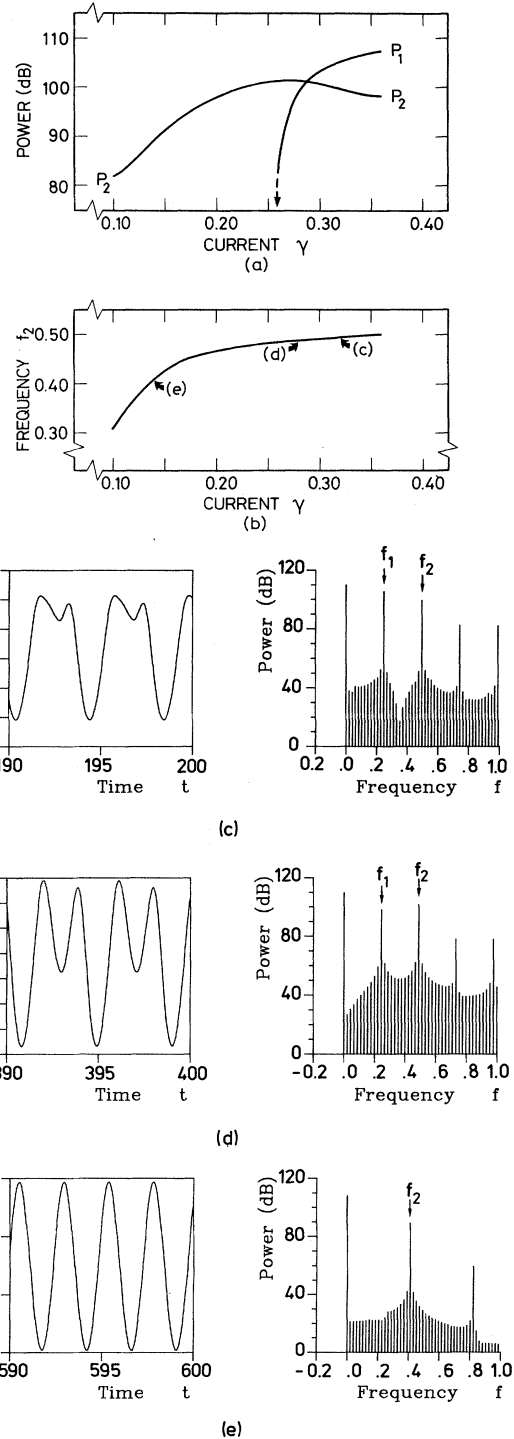 110
POWER (dB)
100
90
80
P₁
P₂
P₂
0.10 0.20 0.30 0.40
CURRENT γ
(a)
FREQUENCY f₂
0.50
0.40
0.30
(d) (c)
(e)
0.10 0.20 0.30 0.40
CURRENT γ
(b)
190 195 200
Time t
Power (dB)
120
80
40
0
f₁ f₂
0.2 .0 .2 .4 .6 .8 1.0
Frequency f
(c)
390 395 400
Time t
Power (dB)
120
80
40
0
f₁ f₂
-0.2 .0 .2 .4 .6 .8 1.0
Frequency f
(d)
590 595 600
Time t
Power (dB)
120
80
40
0
f₂
-0.2 .0 .2 .4 .6 .8 1.0
Frequency f
(e)